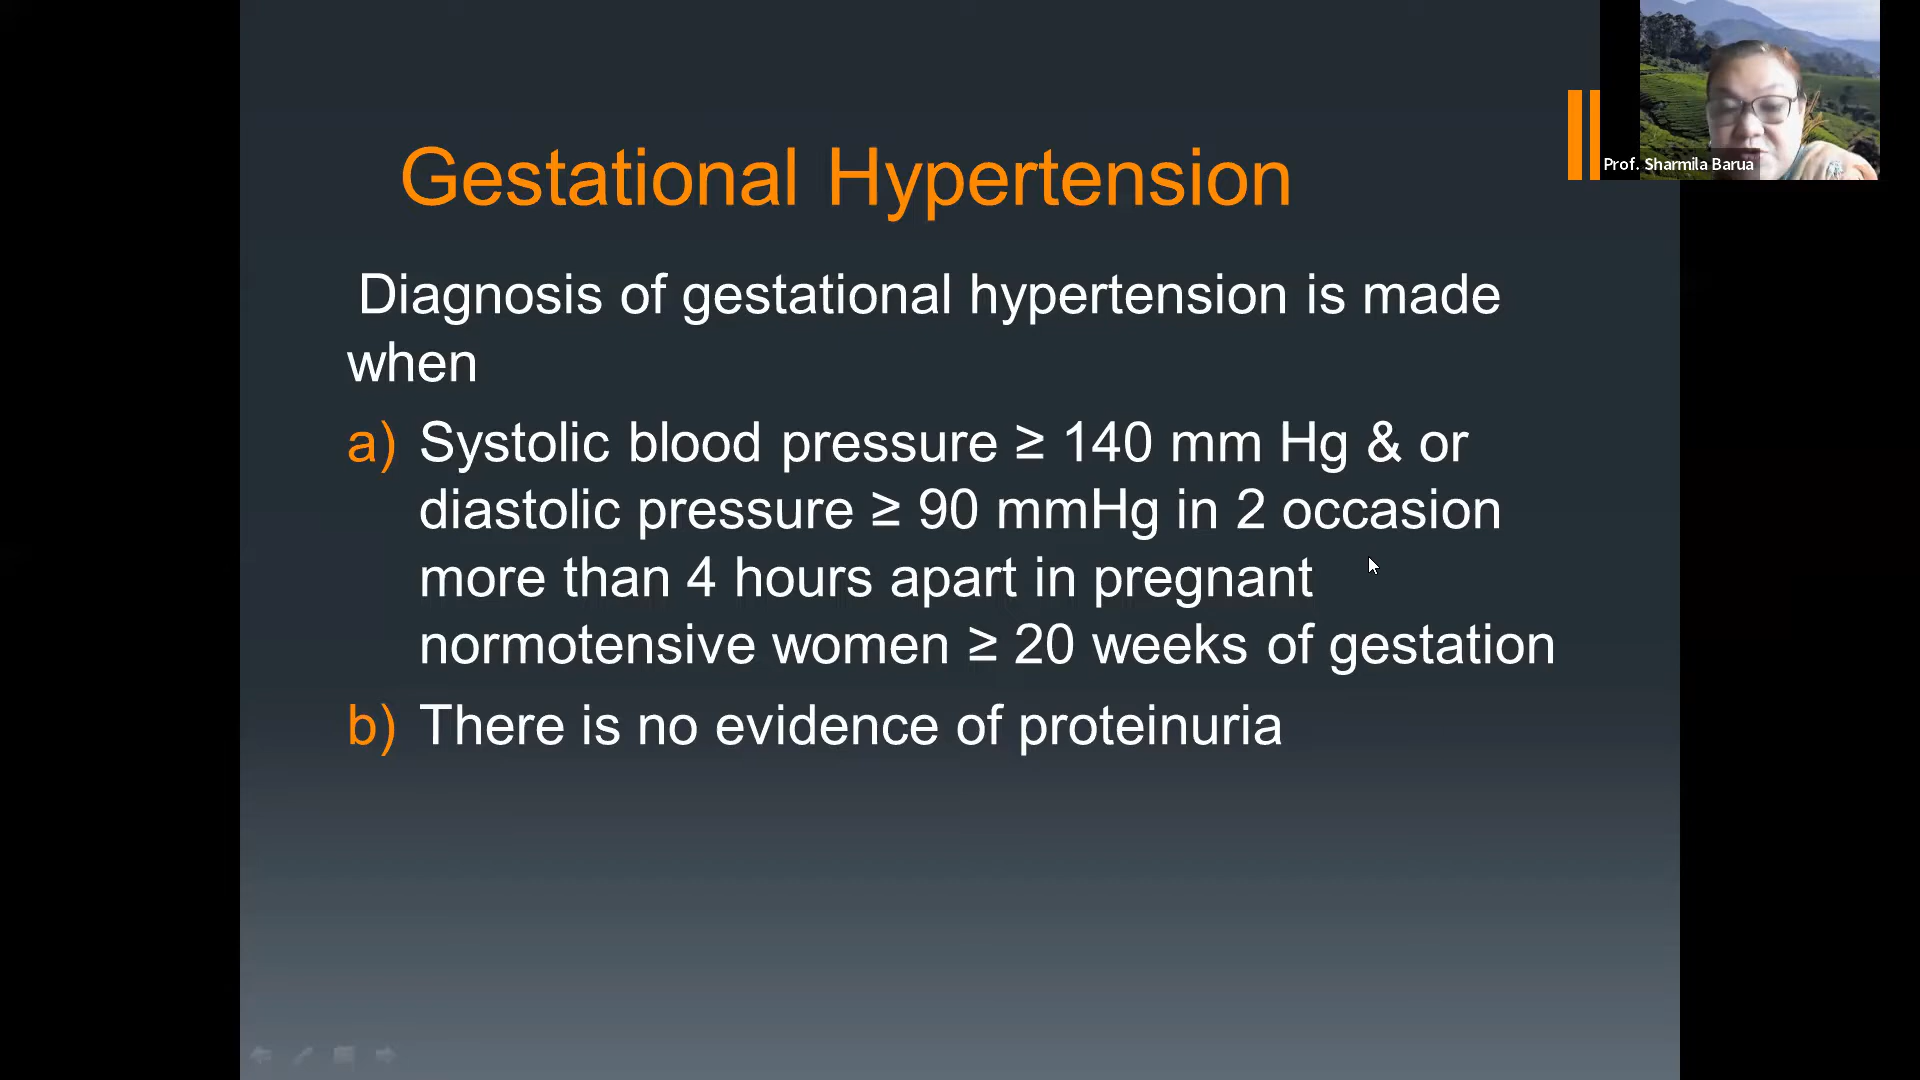 Prof. Sharmila Barua
Gestational Hypertension
Diagnosis of gestational hypertension is made
when
a) Systolic blood pressure ≥ 140 mm Hg & or
diastolic pressure ≥ 90 mmHg in 2 occasion
more than 4 hours apart in pregnant
normotensive women ≥ 20 weeks of gestation
b) There is no evidence of proteinuria